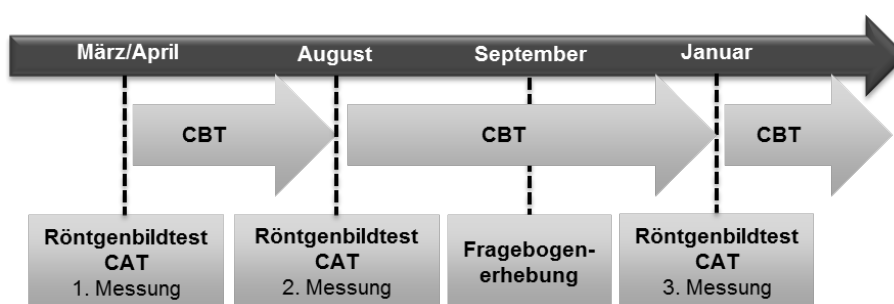 März/April
August
September
Januar
CBT
CBT
CBT
Röntgenbildtest
CAT
1. Messung
Röntgenbildtest
CAT
2. Messung
Fragebogen-
erhebung
Röntgenbildtest
CAT
3. Messung